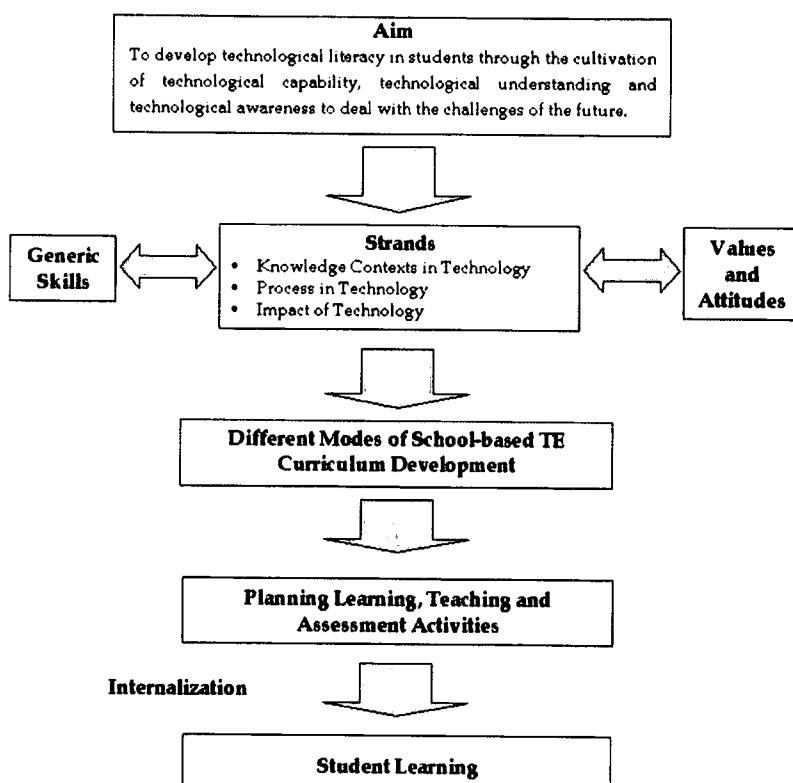 Aim
To develop technological literacy in students through the cultivation
of technological capability, technological understanding and
technological awareness to deal with the challenges of the future.
Generic
Skills
Strands
• Knowledge Contexts in Technology
• Process in Technology
• Impact of Technology
Values
and
Attitudes
Different Modes of School-based TE
Curriculum Development
Planning Learning, Teaching and
Assessment Activities
Internalization
Student Learning